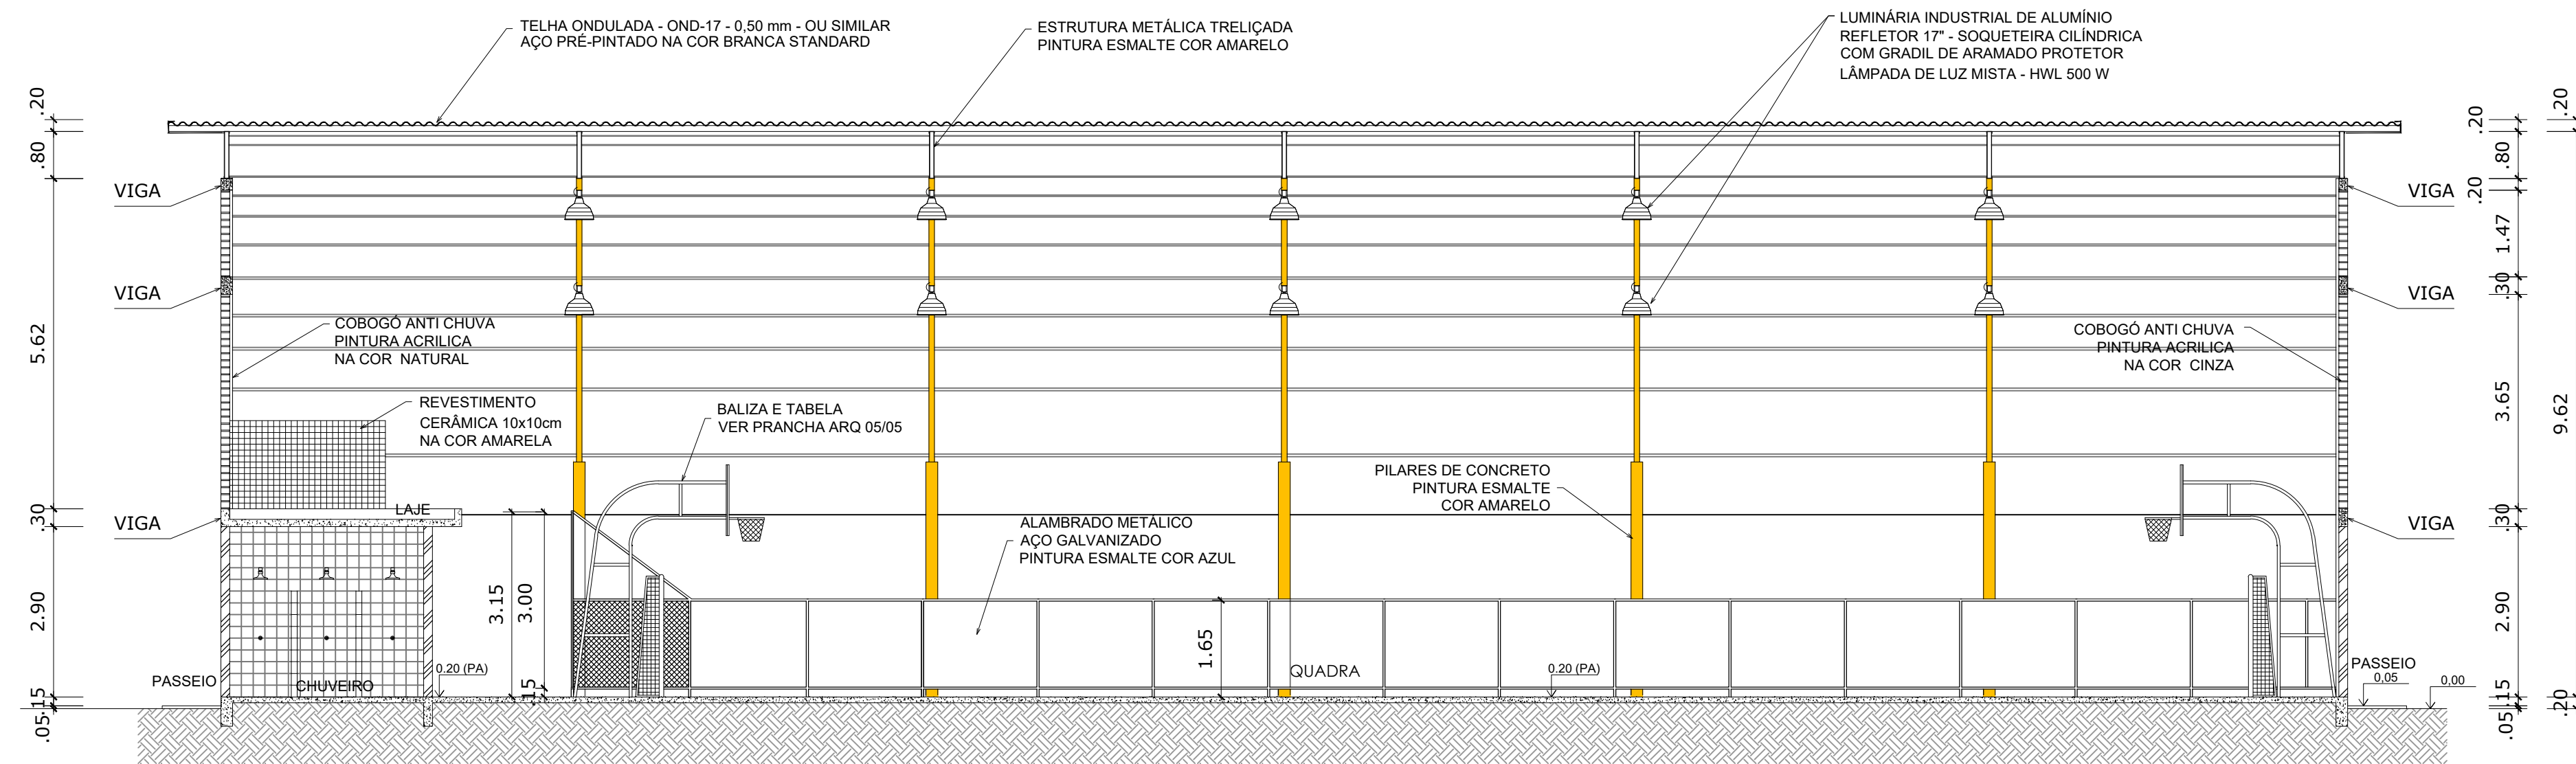 TELHA ONDULADA - OND-17 - 0,50 mm - OU SIMILAR
AÇO PRÉ-PINTADO NA COR BRANCA STANDARD
ESTRUTURA METÁLICA TRELIÇADA
PINTURA ESMALTE COR AMARELO
LUMINÁRIA INDUSTRIAL DE ALUMÍNIO
REFLETOR 17" - SOQUETEIRA CILÍNDRICA
COM GRADIL DE ARAMADO PROTETOR
LÂMPADA DE LUZ MISTA - HWL 500 W
.20
.80
5.62
.30
2.90
.15
.05
VIGA
VIGA
VIGA
COBOGÓ ANTI CHUVA
PINTURA ACRILICA
NA COR NATURAL
REVESTIMENTO
CERÂMICA 10x10cm
NA COR AMARELA
LAJE
BALIZA E TABELA
VER PRANCHA ARQ 05/05
ALAMBRADO METÁLICO
AÇO GALVANIZADO
PINTURA ESMALTE COR AZUL
PILARES DE CONCRETO
PINTURA ESMALTE
COR AMARELO
COBOGÓ ANTI CHUVA
PINTURA ACRILICA
NA COR CINZA
PASSEIO
CHUVEIRO
0.20 (PA)
3.15
3.00
.15
1.65
QUADRA
0.20 (PA)
VIGA
VIGA
VIGA
PASSEIO
0,05
0,00
.20
.80
.20
1.47
.30
3.65
.30
2.90
.15
.05
.20
9.62
.20